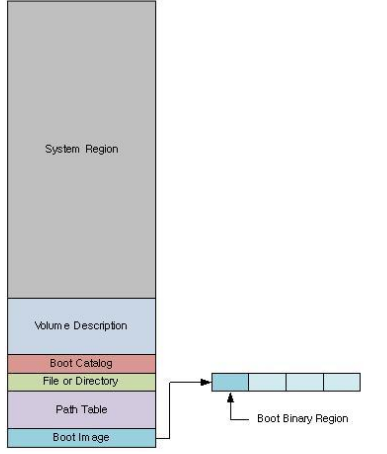 System Region
Volume Description
Boot Catalog
File or Directory
Path Table
Boot Image
Boot Binary Region